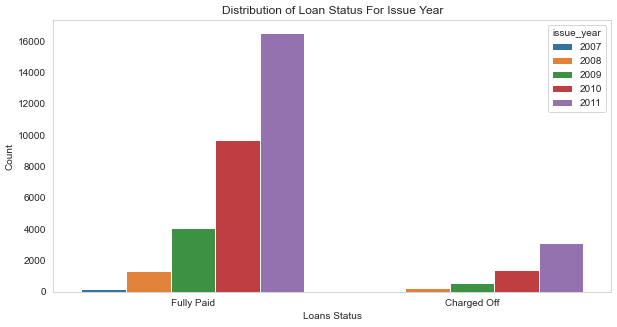 Distribution of Loan Status For Issue Year
issue_year
2007
2008
2009
2010
2011
Count
16000
14000
12000
10000
8000
6000
4000
2000
0
Fully Paid
Charged Off
Loans Status